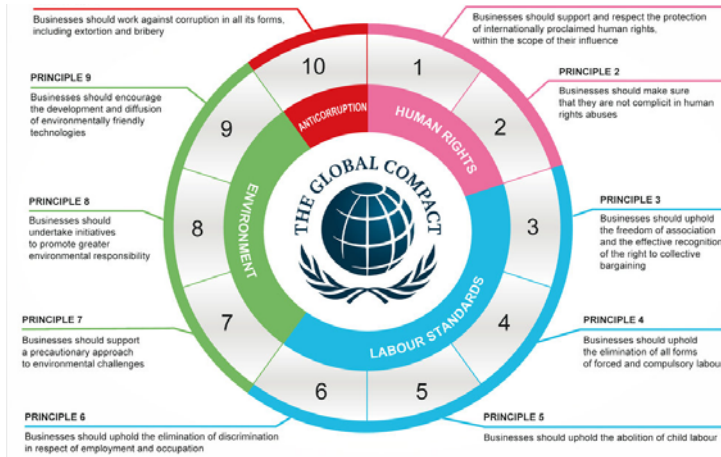 Businesses should work against corruption in all its forms,
including extortion and bribery
Businesses should support and respect the protection
of internationally proclaimed human rights,
within the scope of their influence
PRINCIPLE 2
Businesses should make sure
that they are not complicit in human
rights abuses
PRINCIPLE 3
Businesses should uphold
the freedom of association
and the effective recognition
of the right to collective
bargaining
PRINCIPLE 4
Businesses should uphold
the elimination of all forms
of forced and compulsory labou
PRINCIPLE 5
Businesses should uphold the abolition of child labour
PRINCIPLE 6
Businesses should uphold the elimination of discrimination
in respect of employment and occupation
PRINCIPLE 7
Businesses should support
a precautionary approach
to environmental challenges
PRINCIPLE 8
Businesses should
undertake initiatives
to promote greater
environmental responsibility
PRINCIPLE 9
Businesses should encourage
the development and diffusion
of environmentally friendly
technologies
1
2
3
4
5
6
7
8
9
10
HUMAN RIGHTS
LABOUR STANDARDS
ENVIRONMENT
ANTICORRUPTION
THE GLOBAL COMPACT